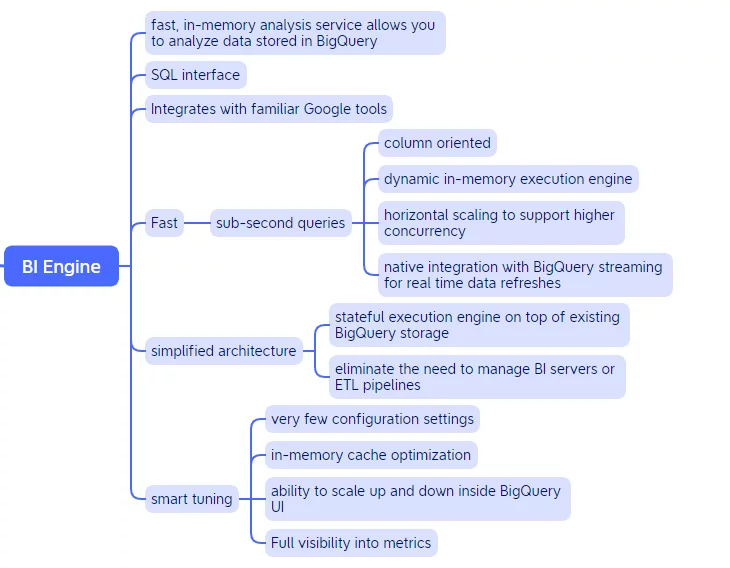 fast, in-memory analysis service allows you
to analyze data stored in BigQuery
SQL interface
Integrates with familiar Google tools
column oriented
dynamic in-memory execution engine
Fast
sub-second queries
horizontal scaling to support higher
concurrency
native integration with BigQuery streaming
for real time data refreshes
BI Engine
stateful execution engine on top of existing
BigQuery storage
simplified architecture
eliminate the need to manage BI servers or
ETL pipelines
very few configuration settings
in-memory cache optimization
smart tuning
ability to scale up and down inside BigQuery
UI
Full visibility into metrics